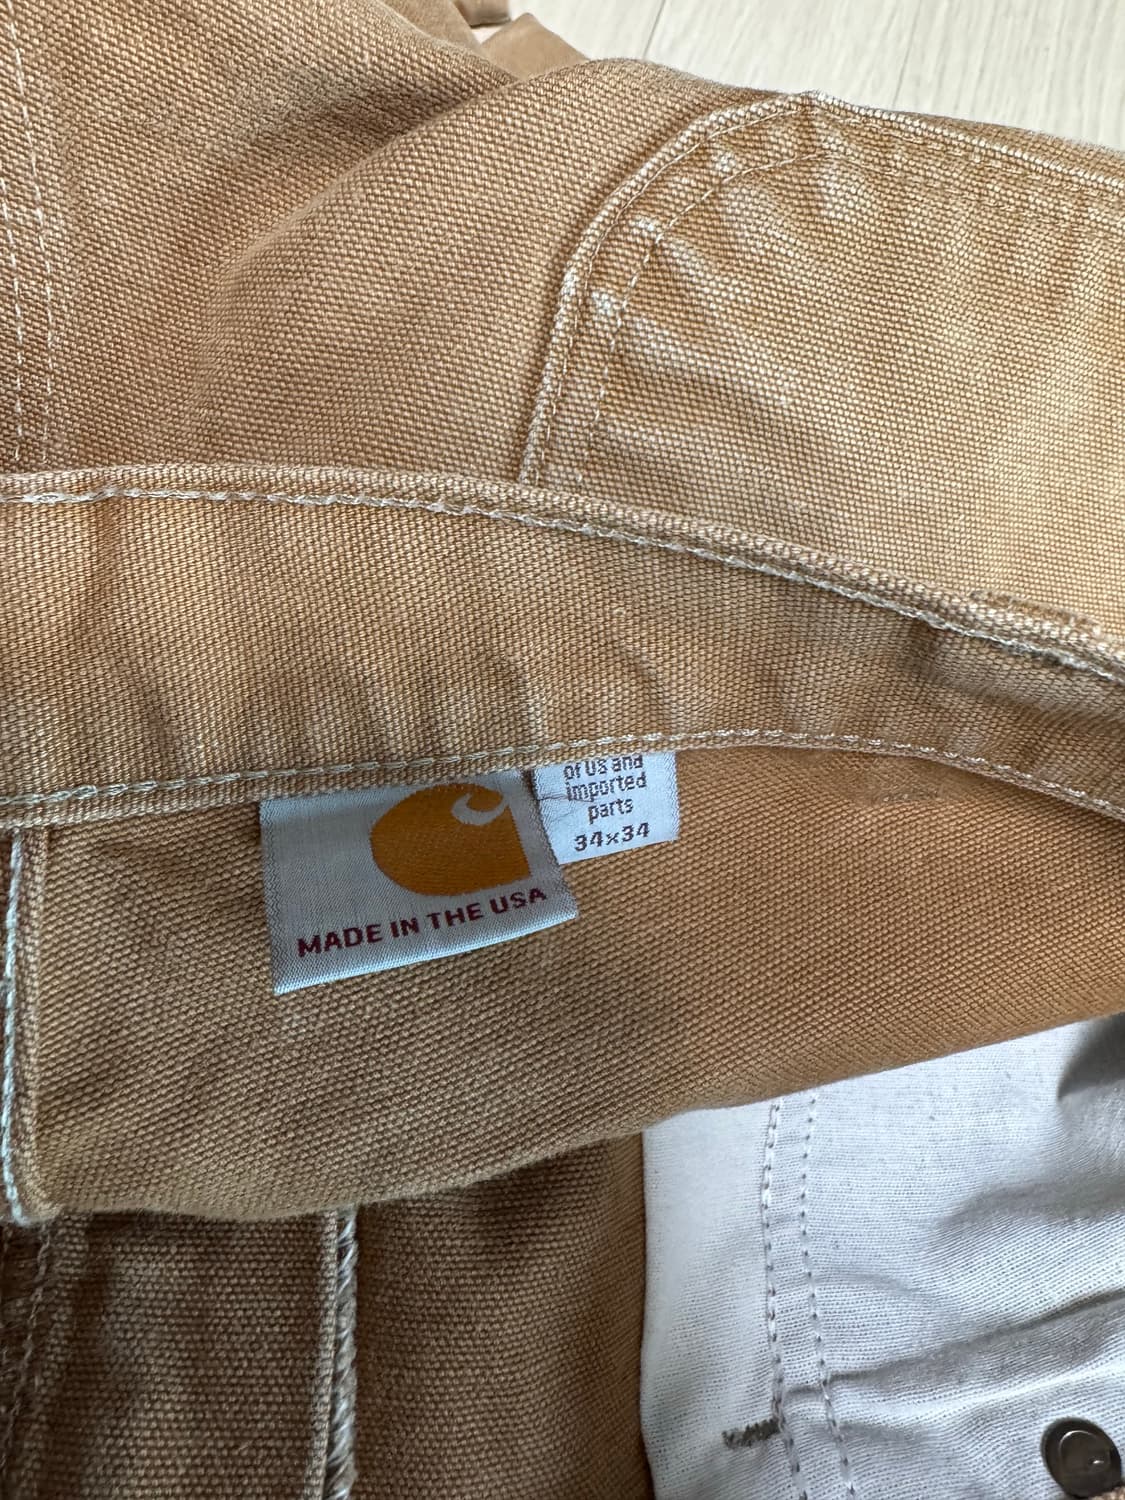 MADE IN THE USA
of US and
imported
parts
34x34